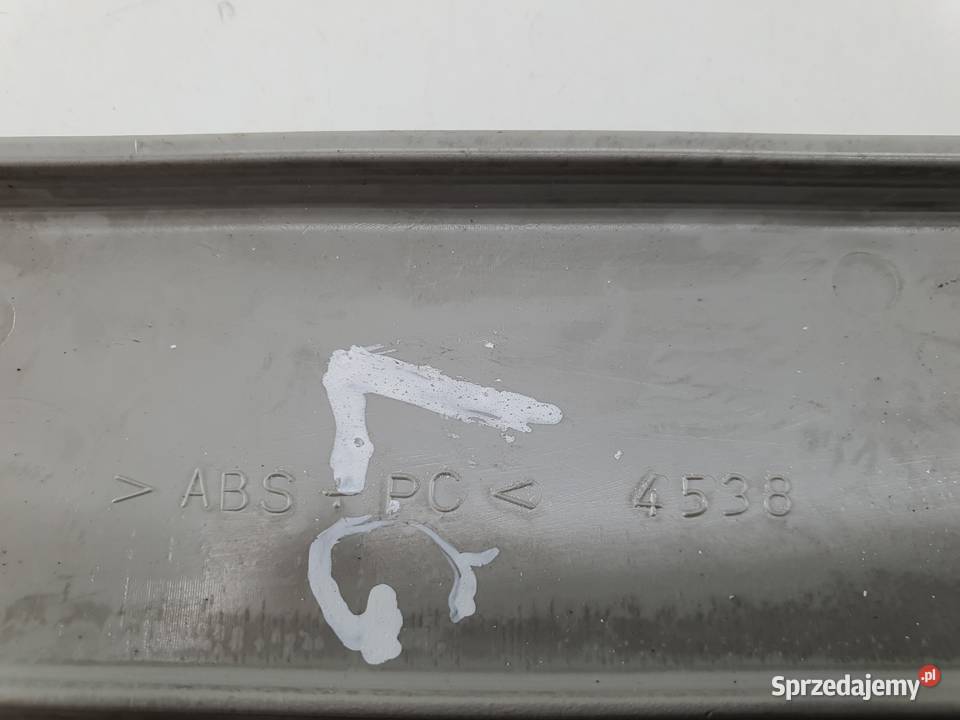 > ABS + PC < 4538
Sprzedajemy.pl